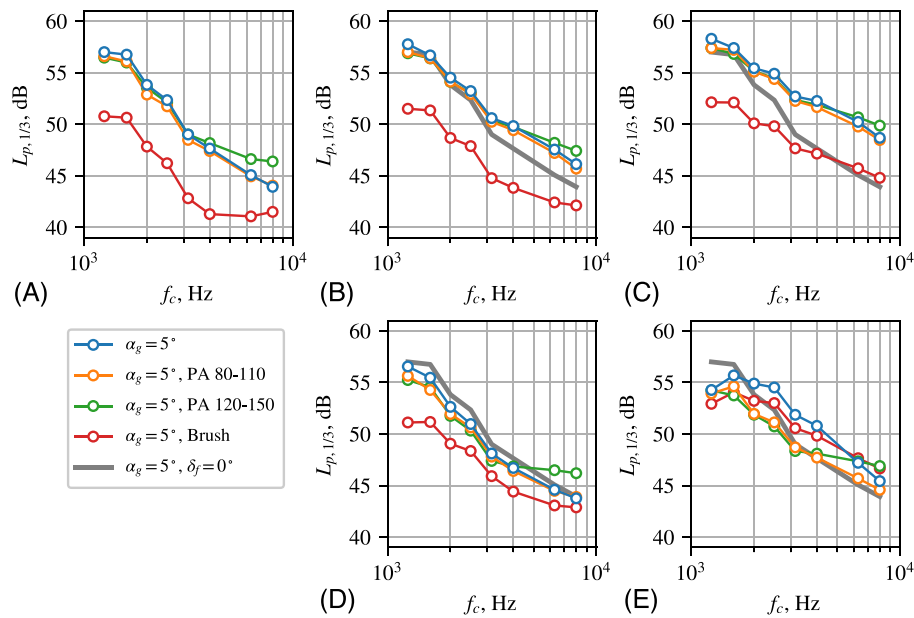 60
55
50
45
40
L_{p,1/3}, dB
10^3
10^4
f_c, Hz
(A)
60
55
50
45
40
L_{p,1/3}, dB
10^3
10^4
f_c, Hz
(B)
60
55
50
45
40
L_{p,1/3}, dB
10^3
10^4
f_c, Hz
(C)
α_g = 5°
α_g = 5°, PA 80-110
α_g = 5°, PA 120-150
α_g = 5°, Brush
α_g = 5°, δ_f = 0°
60
55
50
45
40
L_{p,1/3}, dB
10^3
10^4
f_c, Hz
(D)
60
55
50
45
40
L_{p,1/3}, dB
10^3
10^4
f_c, Hz
(E)